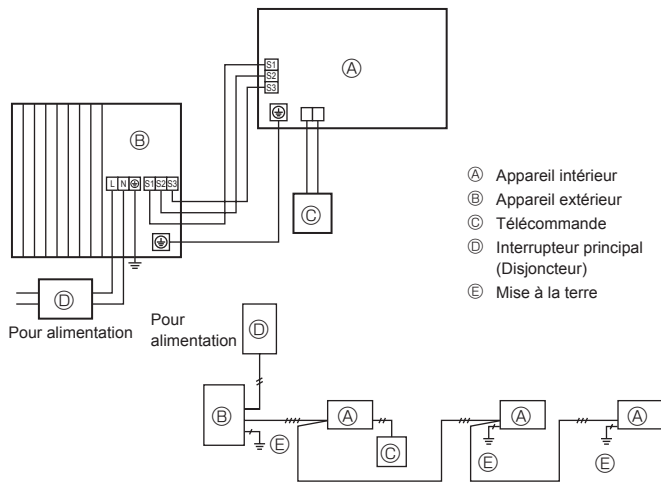 S1
S2
S3
Ⓐ
Ⓑ
L N S1 S2 S3
Ⓒ
Ⓓ
Pour alimentation
Ⓐ Appareil intérieur
Ⓑ Appareil extérieur
Ⓒ Télécommande
Ⓓ Interrupteur principal
(Disjoncteur)
Ⓔ Mise à la terre
Pour
alimentation
Ⓓ
Ⓑ
Ⓔ
Ⓐ
Ⓒ
Ⓐ
Ⓔ
Ⓐ
Ⓔ